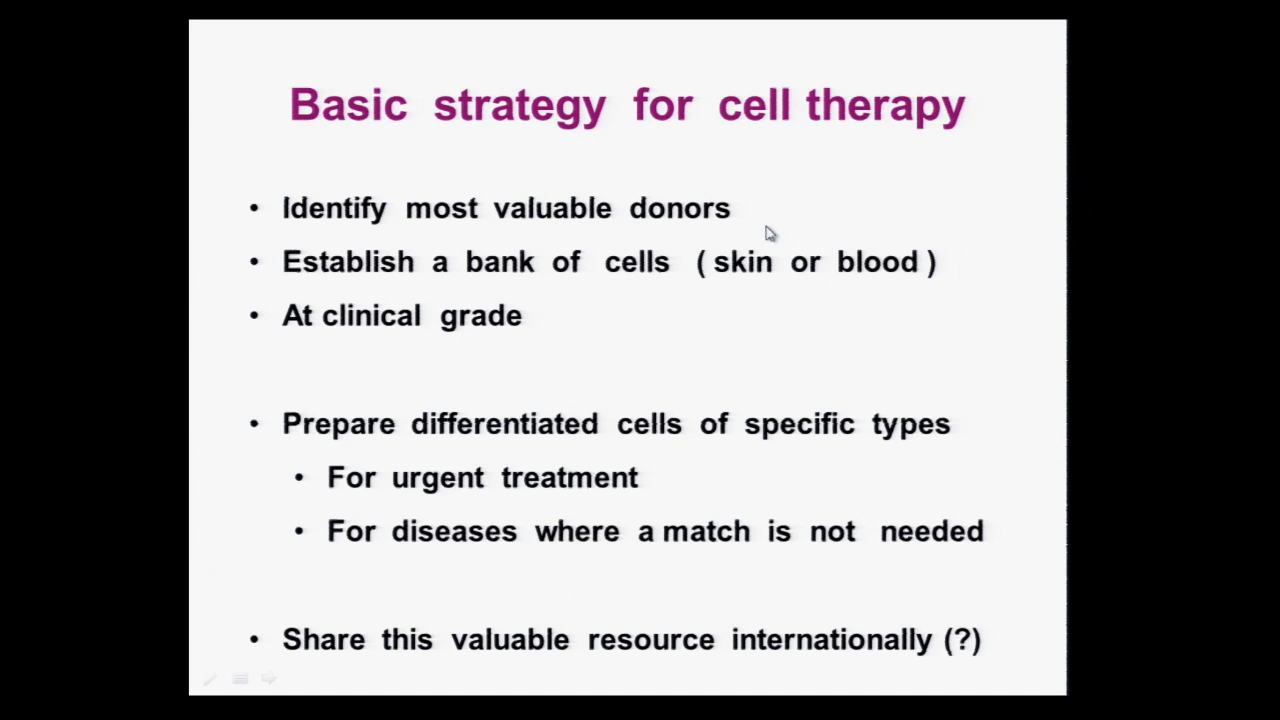 Basic strategy for cell therapy
• Identify most valuable donors
• Establish a bank of cells ( skin or blood )
• At clinical grade
• Prepare differentiated cells of specific types
• For urgent treatment
• For diseases where a match is not needed
• Share this valuable resource internationally (?)